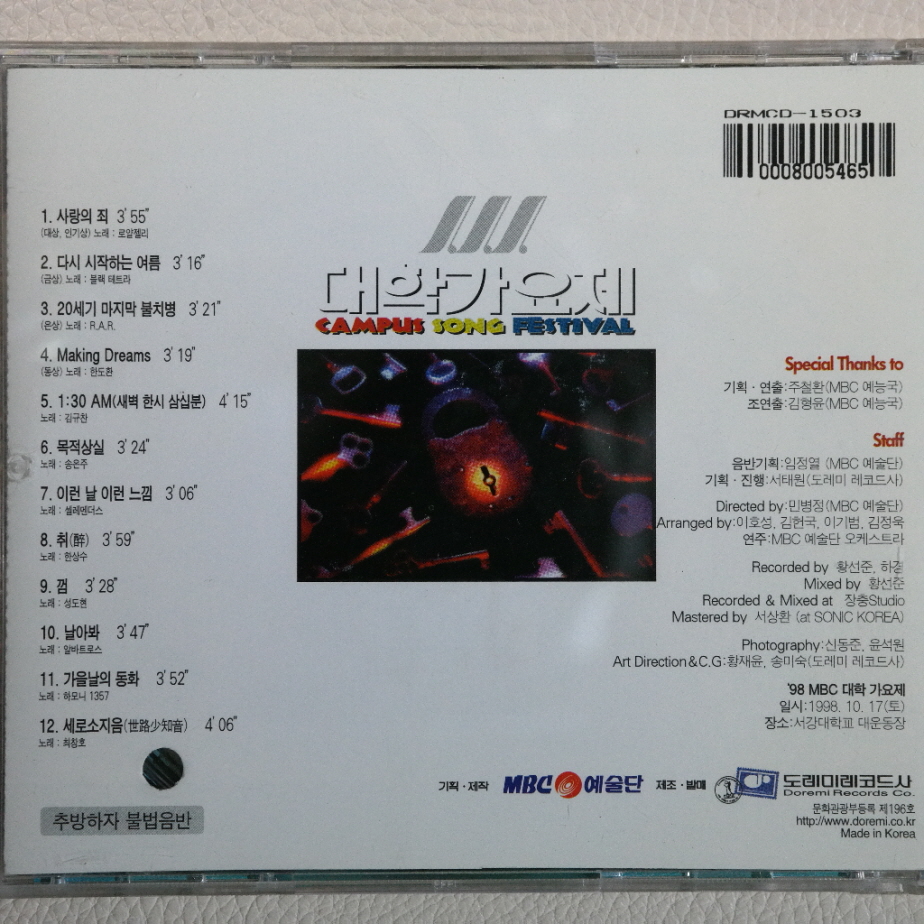 DRMCD-1503
0008005465
대학가요제
CAMPUS SONG FESTIVAL
1. 사랑의 죄 3' 55"
(대상, 인기상) 노래 : 로얄젤리
2. 다시 시작하는 여름 3' 16"
(금상) 노래 : 블랙 테트라
3. 20세기 마지막 불치병 3' 21"
(은상) 노래 : R.A.R.
4. Making Dreams 3' 19"
(동상) 노래 : 한도환
5. 1:30 AM(새벽 한시 삼십분) 4' 15"
노래 : 김규찬
6. 목적상실 3' 24"
노래 : 송은주
7. 이런 날 이런 느낌 3' 06"
노래 : 썰레멘더스
8. 취(醉) 3' 59"
노래 : 한상수
9. 껌 3' 28"
노래 : 성도현
10. 날아봐 3' 47"
노래 : 알바트로스
11. 가을날의 동화 3' 52"
노래 : 하모니 1357
12. 세로소지음(世路少知音) 4' 06"
노래 : 최창호
추방하자 불법음반
Special Thanks to
기획 · 연출:주철환(MBC 예능국)
조연출:김형윤(MBC 예능국)
Staff
음반기획:임정열 (MBC 예술단)
기획 · 진행:서태원(도레미 레코드사)
Directed by:민병정(MBC 예술단)
Arranged by:이호성, 김현국, 이기범, 김정욱
연주:MBC 예술단 오케스트라
Recorded by 황선준, 하경
Mixed by 황선준
Recorded & Mixed at 장충Studio
Mastered by 서상환 (at SONIC KOREA)
Photography:신동준, 윤석원
Art Direction&C.G:황재윤, 송미숙(도레미 레코드사)
'98 MBC 대학 가요제
일시:1998. 10. 17(토)
장소:서강대학교 대운동장
기획 · 제작 MBC 예술단 제조 · 발매 도레미레코드사
Doremi Records Co.
문화관광부등록 제196호
http://www.doremi.co.kr
Made in Korea